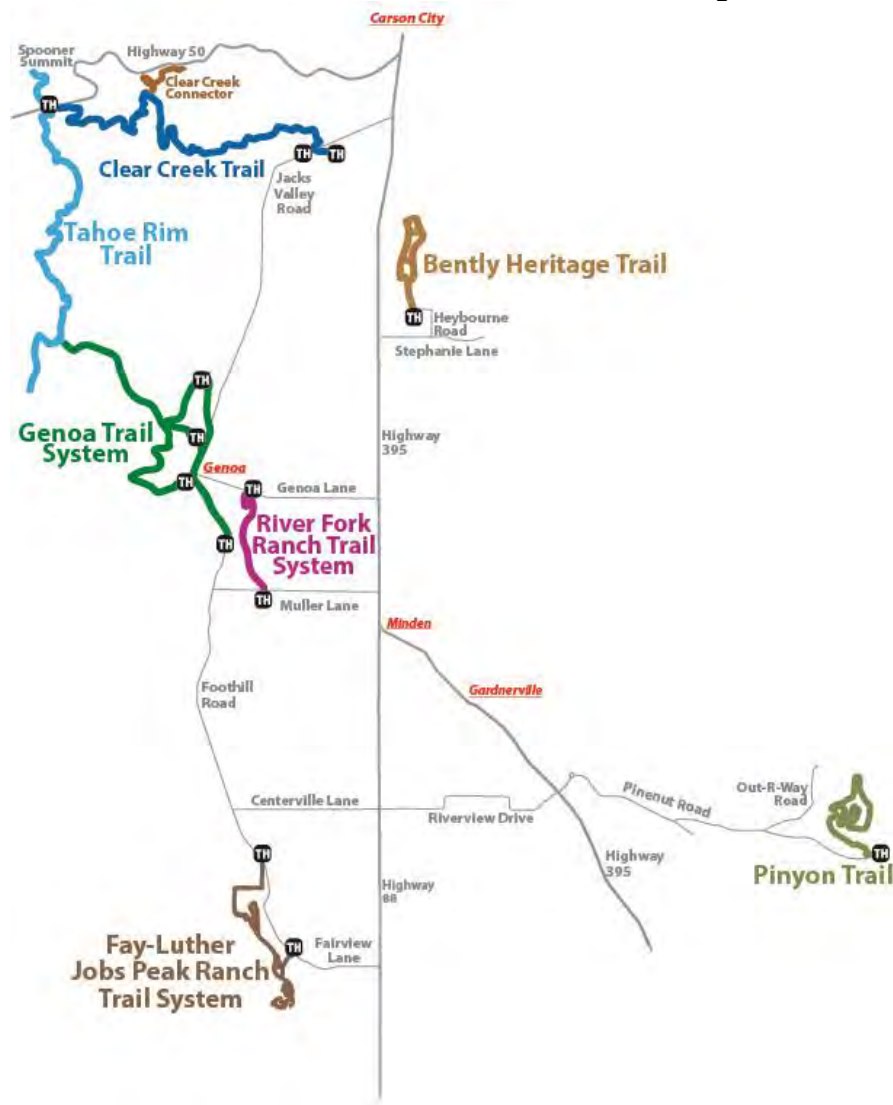 Carson City
Spooner
Summit
Highway 50
Clear Creek
Connector
TH
Clear Creek Trail
TH
TH
Jacks
Valley
Road
Tahoe Rim
Trail
Bently Heritage Trail
TH
Heybourne
Road
Stephanie Lane
TH
Genoa Trail
System
TH
Highway
395
Genoa
TH
TH
Genoa Lane
River Fork
Ranch Trail
System
TH
TH
Muller Lane
Minden
Foothill
Road
Gardnerville
Centerville Lane
Riverview Drive
Pinenut Road
Out-R-Way
Road
TH
Highway
395
TH
Pinyon Trail
Highway
88
Fay-Luther
Jobs Peak Ranch
Trail System
TH
Fairview
Lane